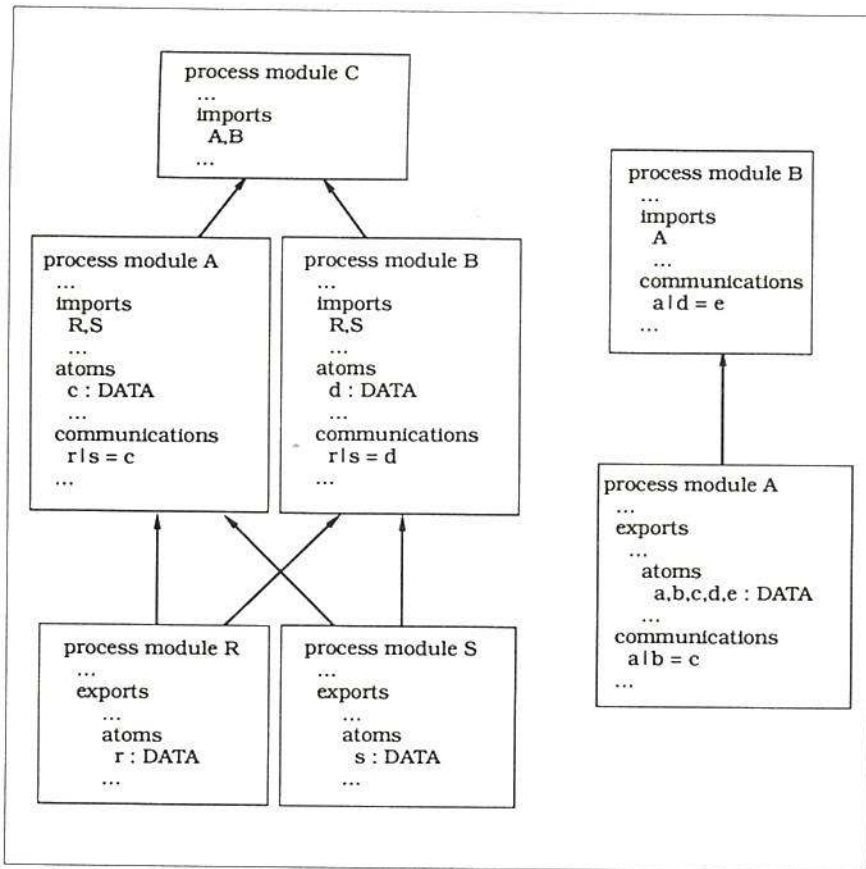 process module C
...
imports
A,B
...
process module A
...
imports
R,S
...
atoms
c : DATA
...
communications
r|s = c
...
process module B
...
imports
R,S
...
atoms
d : DATA
...
communications
r|s = d
...
process module R
...
exports
...
atoms
r : DATA
...
process module S
...
exports
...
atoms
s : DATA
...
process module B
...
imports
A
...
communications
a|d = e
...
process module A
...
exports
...
atoms
a,b,c,d,e : DATA
...
communications
a|b = c
...